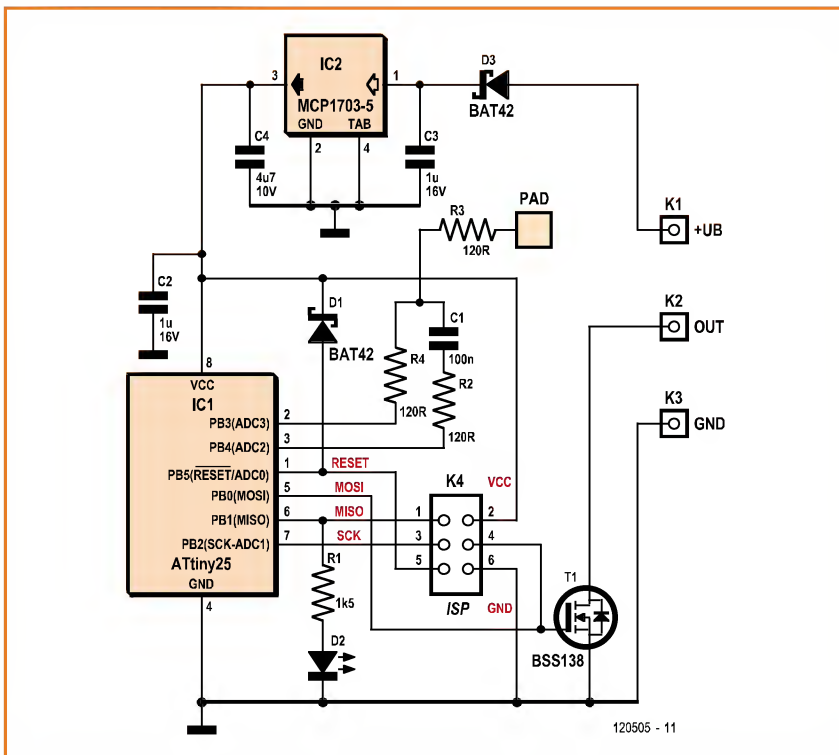 D3
IC2
3
1
MCP1703-5
BAT42
GND
TAB
C4
C3
2
4
4u7
10V
1u
16V
PAD
K1
R3
+UB
120R
C2
K2
D1
C1
OUT
1u
16V
BAT42
R4
100n
8
R2
VCC
K3
IC1
120R
2
PB3(ADC3)
120R
GND
3
PB4(ADC2)
1
RESET
K4
VCC
PB5(RESET/ADC0)
5
MOSI
PB0(MOSI)
6
MISO
1
2
PB1(MISO)
7
SCK
3
4
PB2(SCK-ADC1)
R1
5
6
ATtiny25
T1
GND
1k5
ISP
GND
4
D2
BSS138
120505 - 11